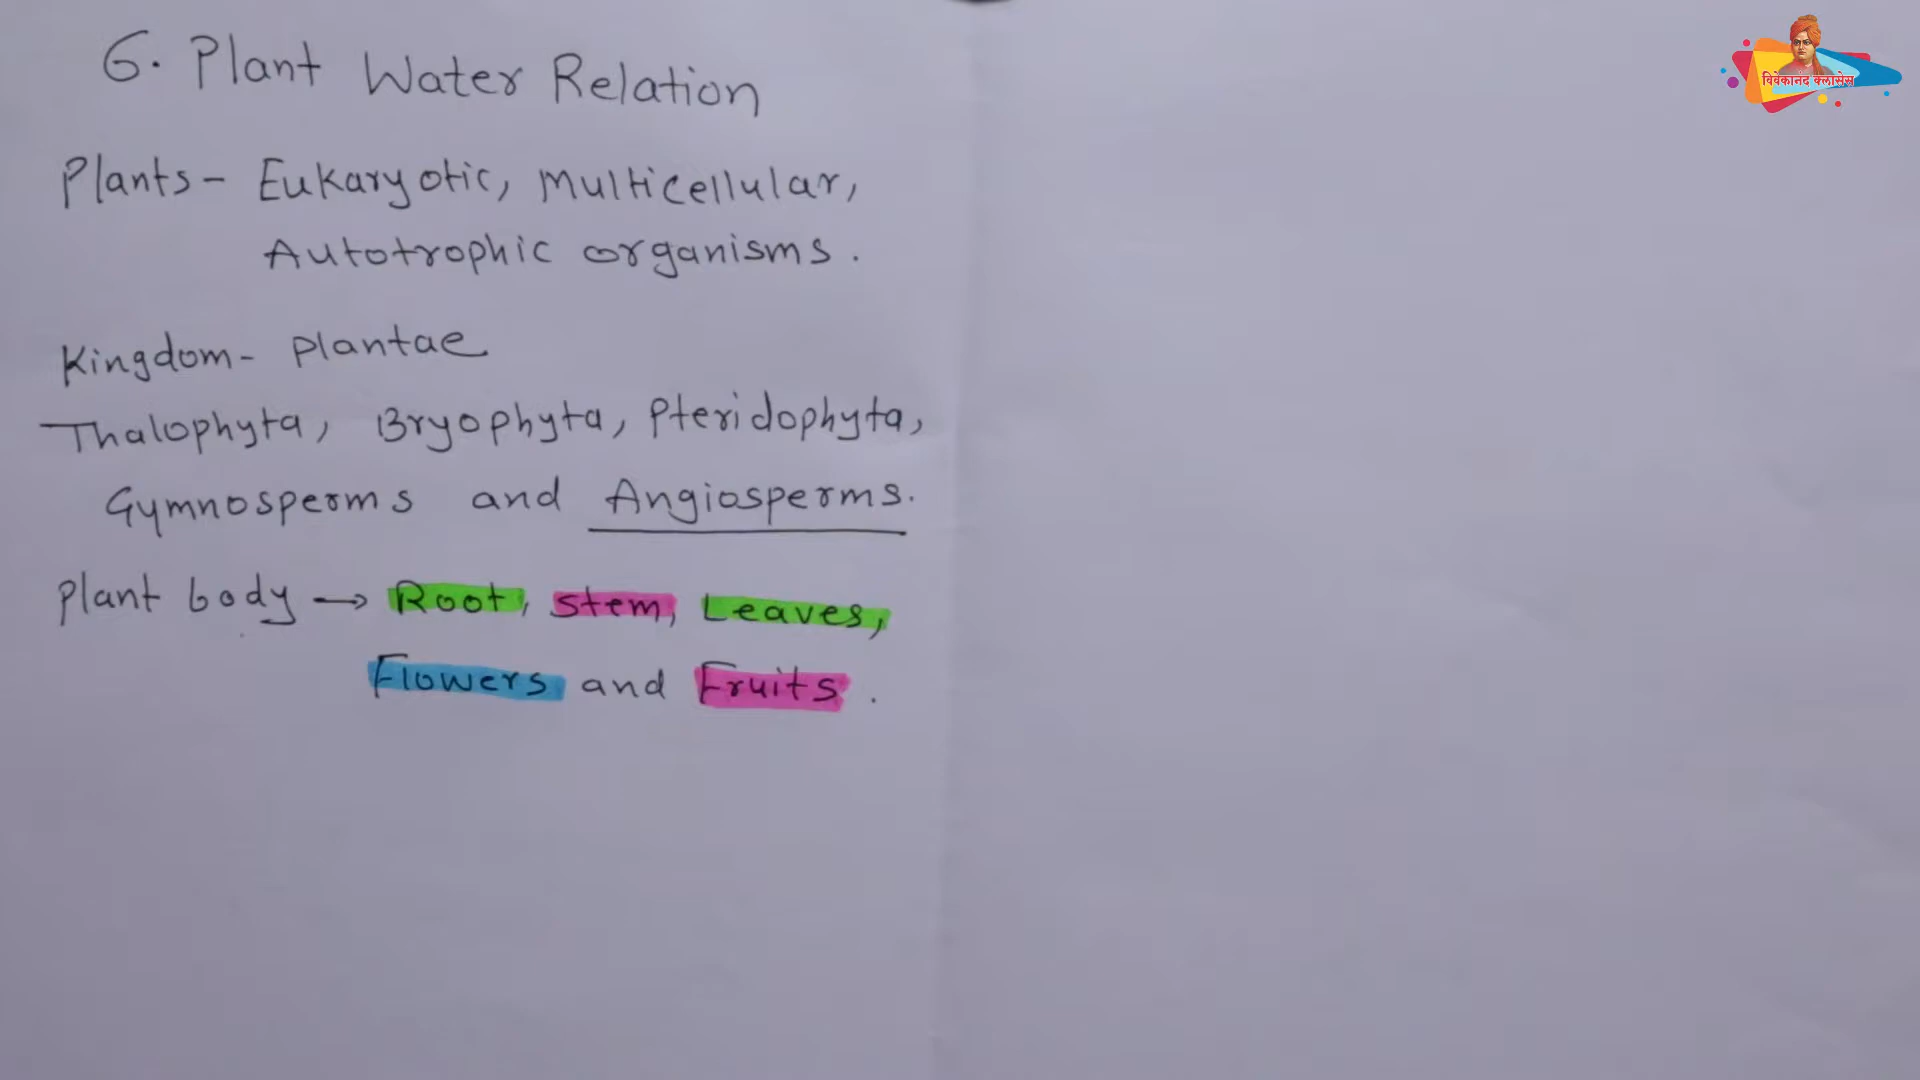 6. Plant Water Relation
विवेकानंद क्लासेस
Plants- Eukaryotic, Multicellular,
Autotrophic organisms.
Kingdom- Plantae
Thalophyta, Bryophyta, Pteridophyta,
Gymnosperms and Angiosperms.
Plant body → Root, Stem, Leaves,
Flowers and Fruits.